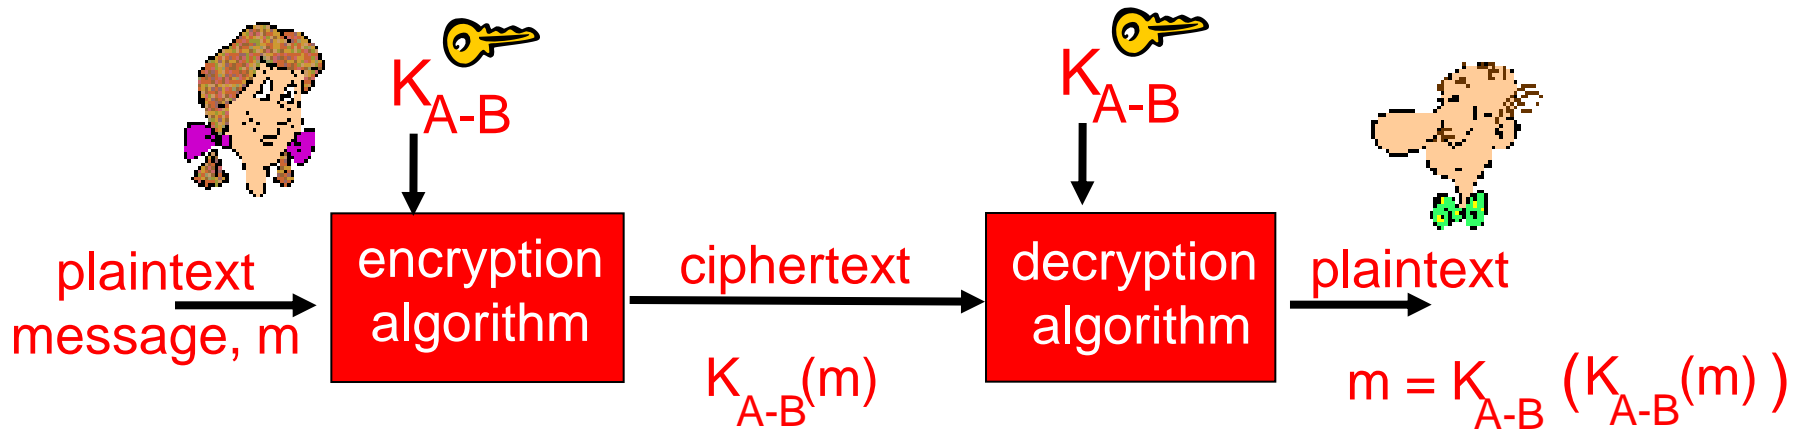 K A-B
K A-B
plaintext
message, m
encryption
algorithm
ciphertext
K A-B (m)
decryption
algorithm
plaintext
m = K A-B (K A-B (m))